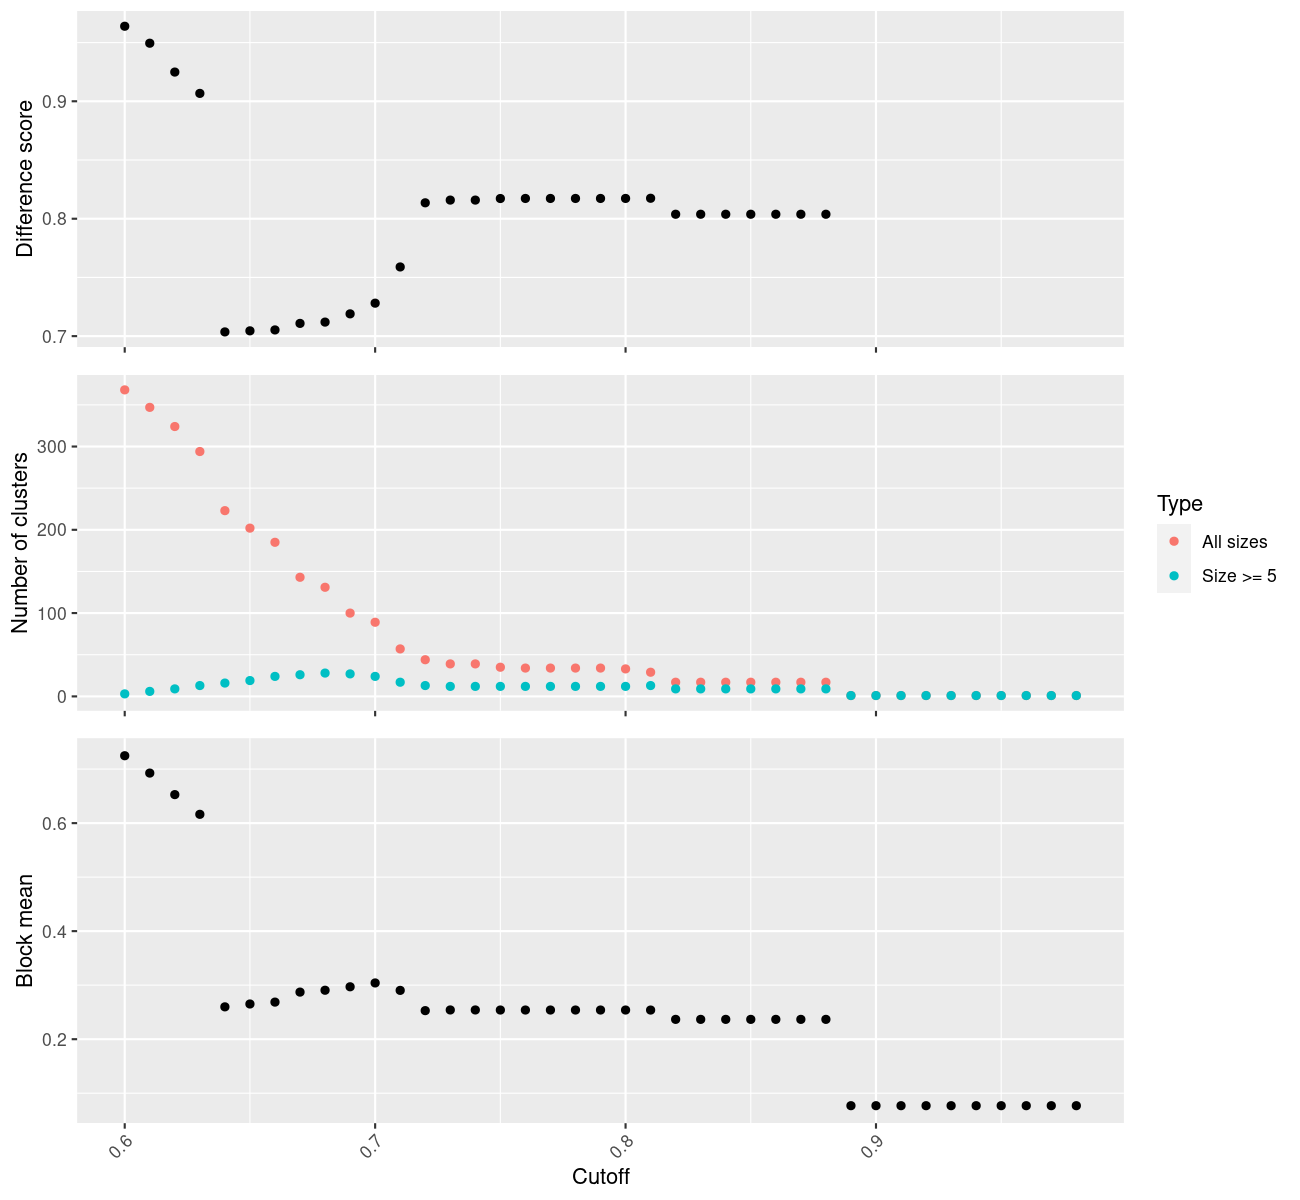 Difference score
0.9
0.8
0.7
Number of clusters
300
200
100
0
Type
All sizes
Size >= 5
Block mean
0.6
0.4
0.2
0.6
0.7
0.8
0.9
Cutoff